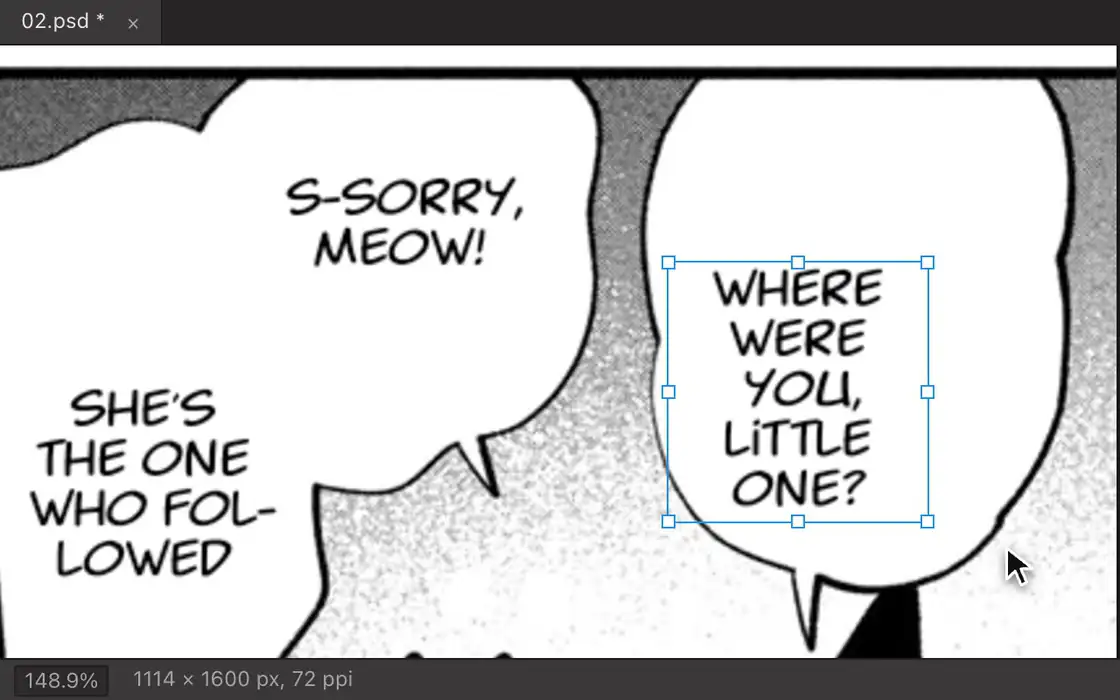 02.psd * ×
S-SORRY,
MEOW!
SHE'S
THE ONE
WHO FOL-
LOWED
WHERE
WERE
YOU,
LiTTLE
ONE?
148.9% 1114 × 1600 px, 72 ppi